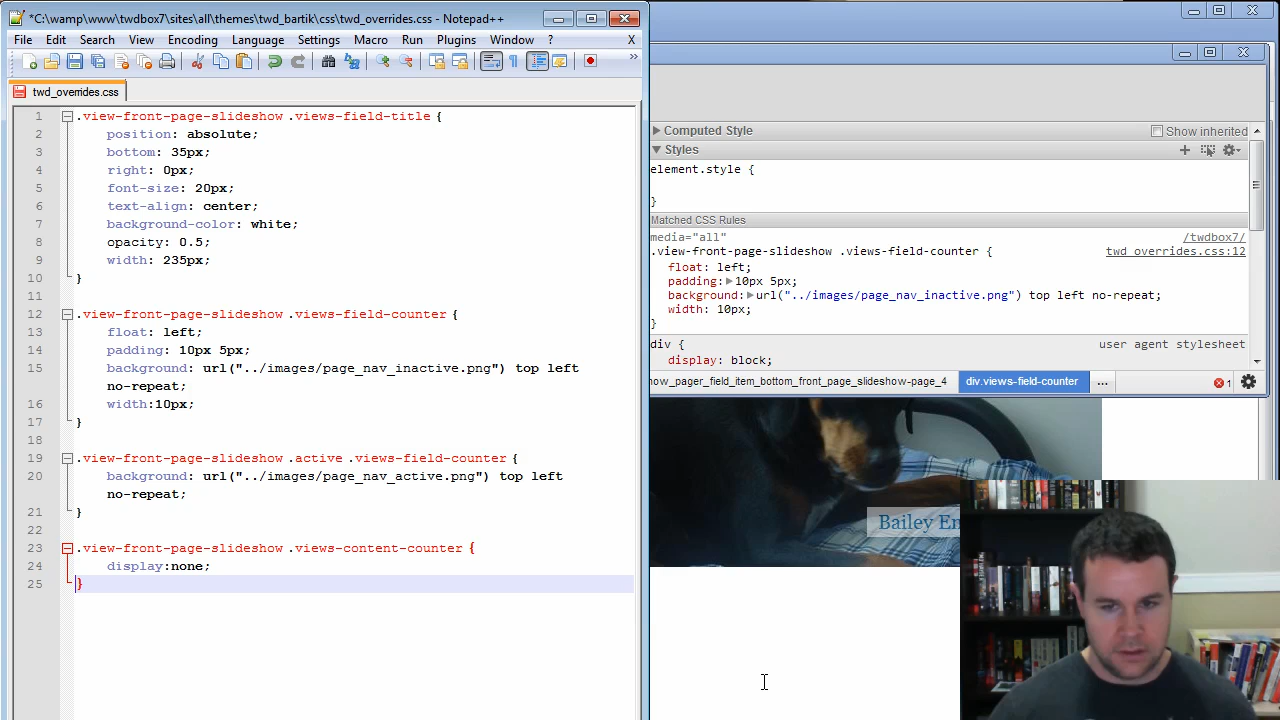 *C:\wamp\www\twdbox7\sites\all\themes\twd_bartik\css\twd_overrides.css - Notepad++
File Edit Search View Encoding Language Settings Macro Run Plugins Window ? X
twd_overrides.css
1 .view-front-page-slideshow .views-field-title {
2 position: absolute;
3 bottom: 35px;
4 right: 0px;
5 font-size: 20px;
6 text-align: center;
7 background-color: white;
8 opacity: 0.5;
9 width: 235px;
10 }
11
12 .view-front-page-slideshow .views-field-counter {
13 float: left;
14 padding: 10px 5px;
15 background: url("../images/page_nav_inactive.png") top left
no-repeat;
16 width:10px;
17 }
18
19 .view-front-page-slideshow .active .views-field-counter {
20 background: url("../images/page_nav_active.png") top left
no-repeat;
21 }
22
23 .view-front-page-slideshow .views-content-counter {
24 display:none;
25 }
Computed Style Show inherited
Styles
element.style {
}
Matched CSS Rules
media="all" /twdbox7/
.view-front-page-slideshow .views-field-counter { twd_overrides.css:12
float: left;
padding: 10px 5px;
background: url("../images/page_nav_inactive.png") top left no-repeat;
width: 10px;
}
div { user agent stylesheet
display: block;
how_pager_field_item_bottom_front_page_slideshow-page_4 div.views-field-counter ... 1
Bailey En